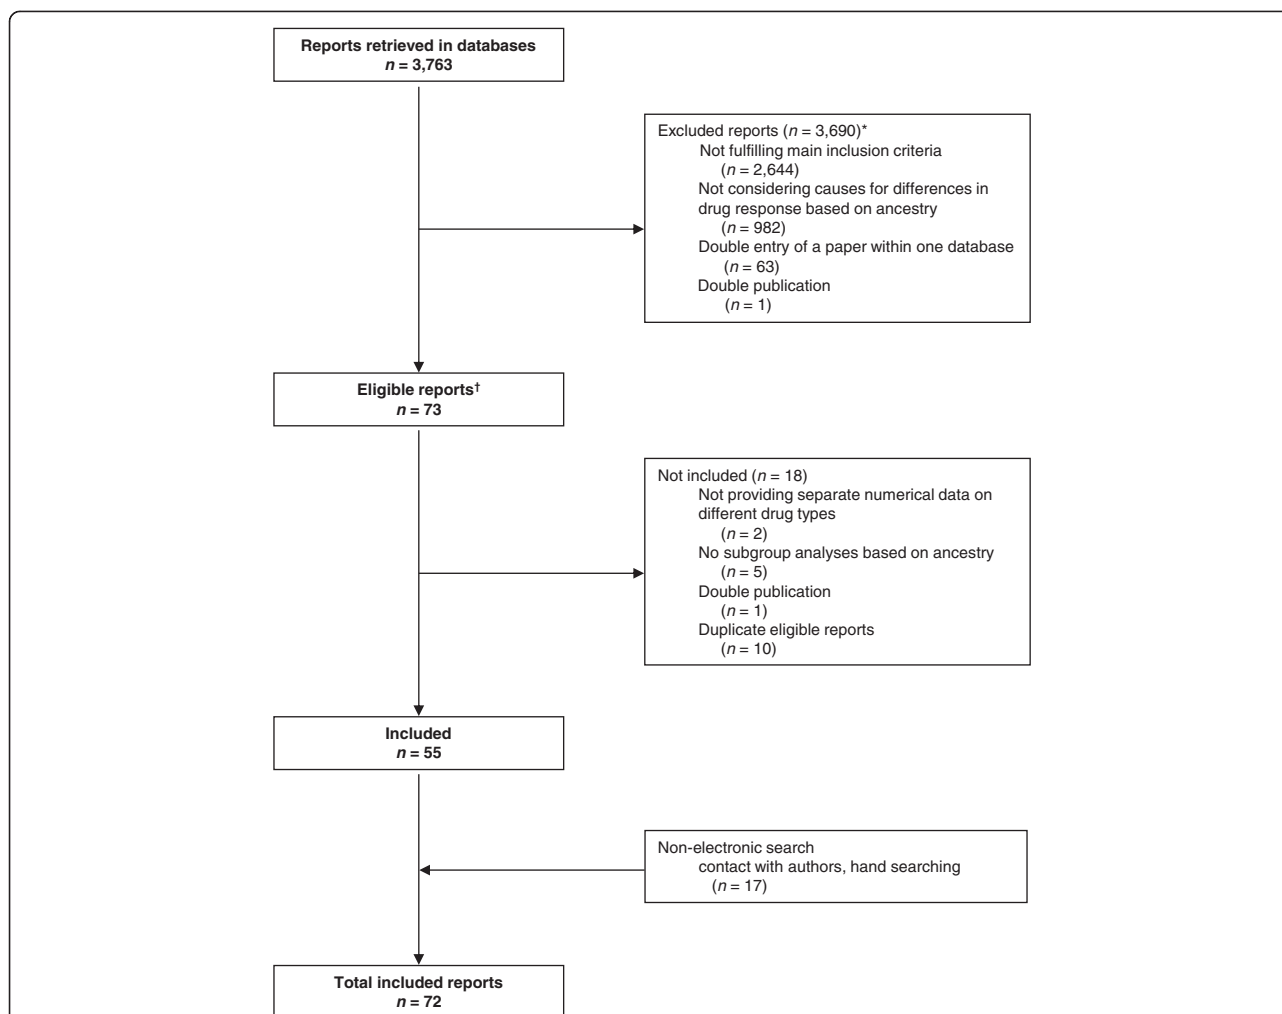 Reports retrieved in databases
n = 3,763
Excluded reports (n = 3,690)*
Not fulfilling main inclusion criteria
(n = 2,644)
Not considering causes for differences in
drug response based on ancestry
(n = 982)
Double entry of a paper within one database
(n = 63)
Double publication
(n = 1)
Eligible reports†
n = 73
Not included (n = 18)
Not providing separate numerical data on
different drug types
(n = 2)
No subgroup analyses based on ancestry
(n = 5)
Double publication
(n = 1)
Duplicate eligible reports
(n = 10)
Included
n = 55
Non-electronic search
contact with authors, hand searching
(n = 17)
Total included reports
n = 72